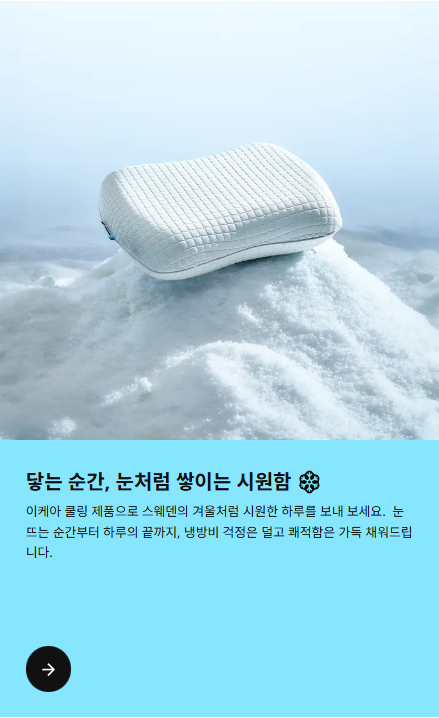 닿는 순간, 눈처럼 쌓이는 시원함 ❄
이케아 쿨링 제품으로 스웨덴의 겨울처럼 시원한 하루를 보내 보세요. 눈
뜨는 순간부터 하루의 끝까지, 냉방비 걱정은 덜고 쾌적함은 가득 채워드립
니다.